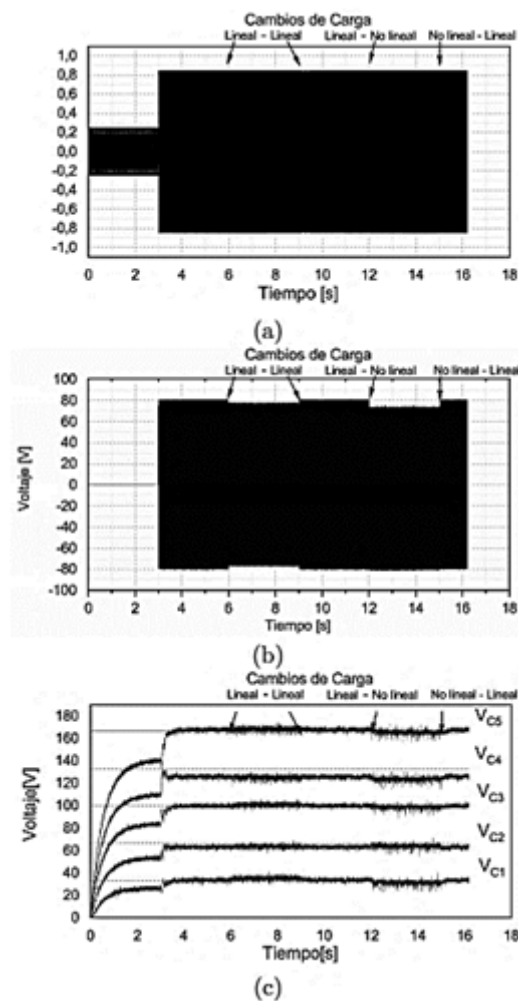 Cambios de Carga
Lineal - Lineal Lineal - No lineal No lineal - Lineal
1,0
0,8
0,6
0,4
0,2
0,0
-0,2
-0,4
-0,6
-0,8
-1,0
0 2 4 6 8 10 12 14 16 18
Tiempo [s]
(a)
Cambios de Carga
Lineal - Lineal Lineal - No lineal No lineal - Lineal
Voltaje [V]
100
80
60
40
20
0
-20
-40
-60
-80
-100
0 2 4 6 8 10 12 14 16 18
Tiempo [s]
(b)
Cambios de Carga
Lineal - Lineal Lineal - No lineal No lineal - Lineal
Voltaje[V]
180
160
140
120
100
80
60
40
20
0
VC5
VC4
VC3
VC2
VC1
0 2 4 6 8 10 12 14 16 18
Tiempo[s]
(c)